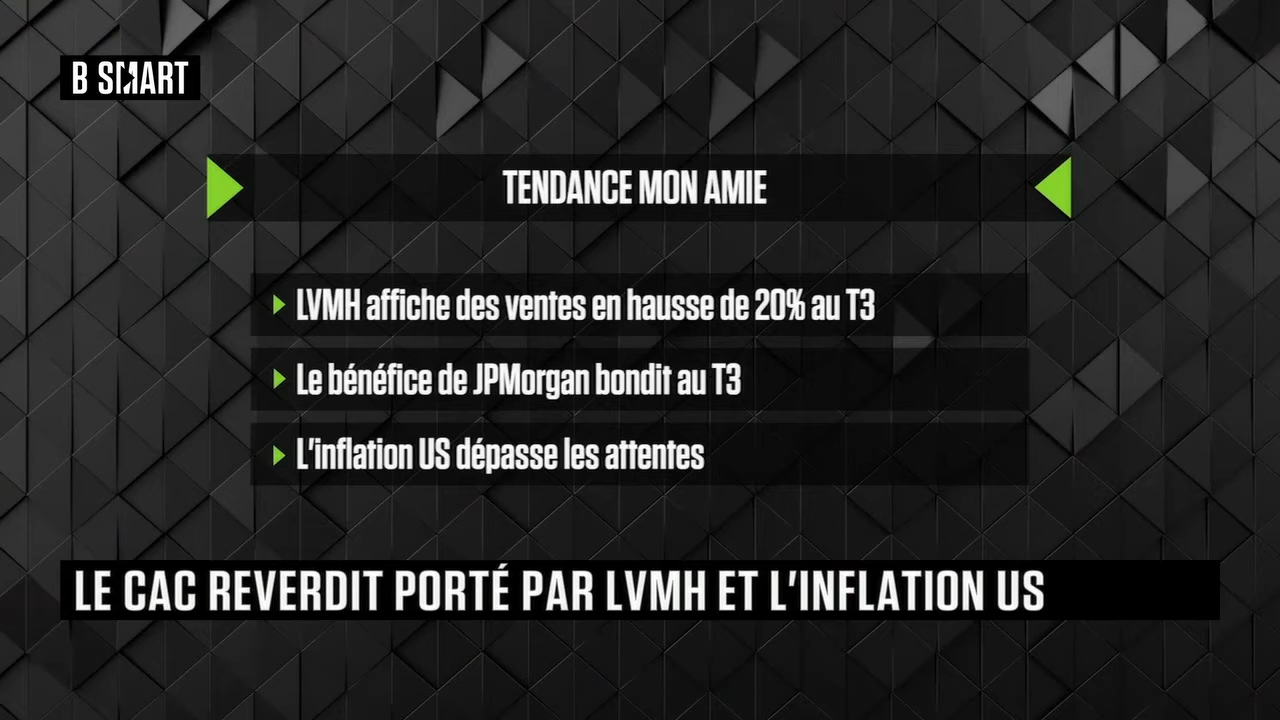 B SMART
TENDANCE MON AMIE
LVMH affiche des ventes en hausse de 20% au T3
Le bénéfice de JPMorgan bondit au T3
L'inflation US dépasse les attentes
LE CAC REVERDIT PORTÉ PAR LVMH ET L'INFLATION US